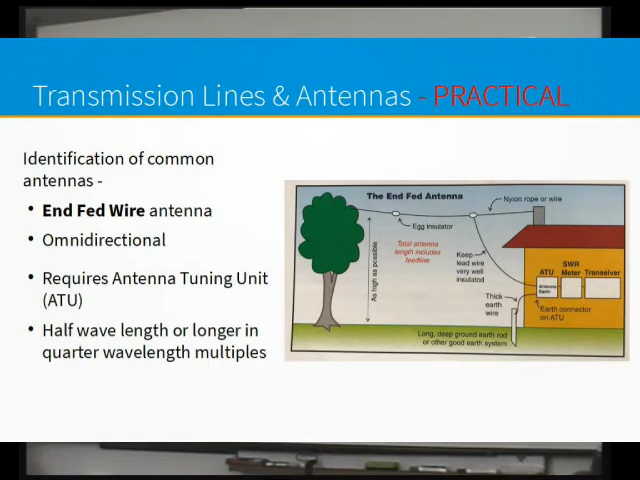 Transmission Lines & Antennas - PRACTICAL
Identification of common
antennas -
• End Fed Wire antenna
• Omnidirectional
• Requires Antenna Tuning Unit
(ATU)
• Half wave length or longer in
quarter wavelength multiples
The End Fed Antenna
Nylon rope or wire
Egg insulator
As high as possible
Total antenna
length includes
feedline
Keep
lead wire
very well
insulated
ATU
SWR
Meter
Transeiver
Antenna
Earth
Thick
earth
wire
Earth connector
on ATU
Long, deep ground earth rod
or other good earth system